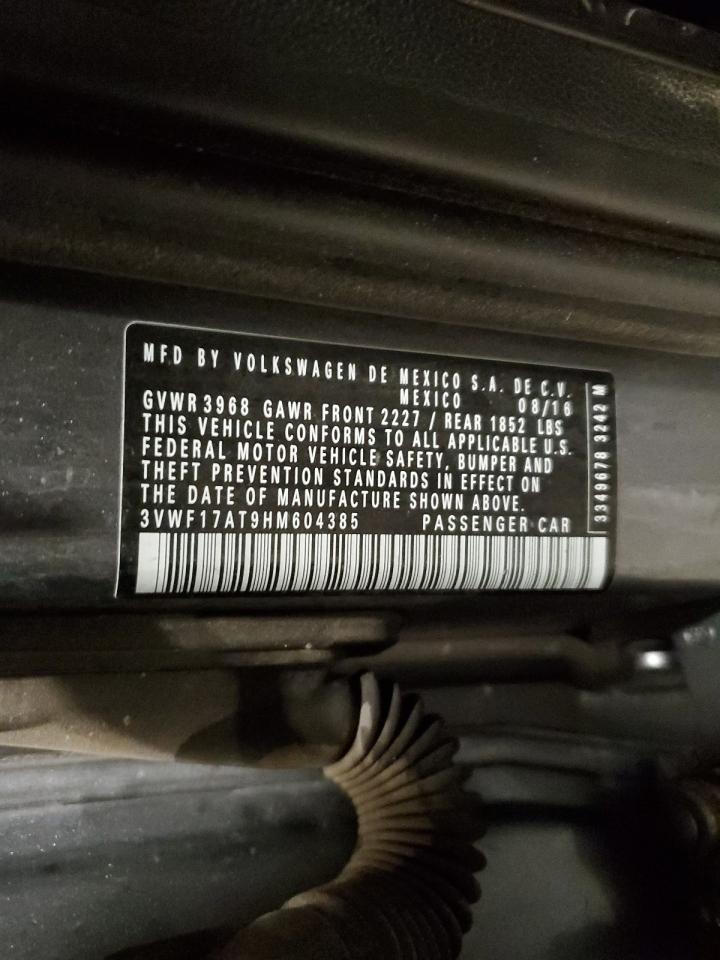 MFD BY VOLKSWAGEN DE MEXICO S.A. DE C.V.
MEXICO 08/16
GVWR 3968 GAWR FRONT 2227 / REAR 1852 LBS
THIS VEHICLE CONFORMS TO ALL APPLICABLE U.S.
FEDERAL MOTOR VEHICLE SAFETY, BUMPER AND
THEFT PREVENTION STANDARDS IN EFFECT ON
THE DATE OF MANUFACTURE SHOWN ABOVE.
3VWF17AT9HM604385 PASSENGER CAR
3349678 3242 M